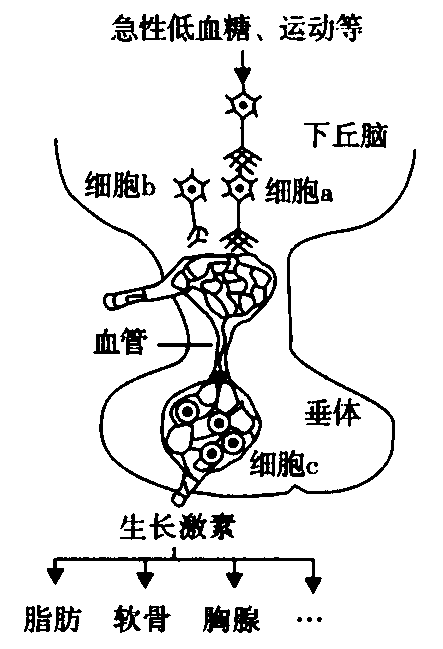 急性低血糖、运动等
下丘脑
细胞b
细胞a
血管
垂体
细胞c
生长激素
脂肪 软骨 胸腺 …